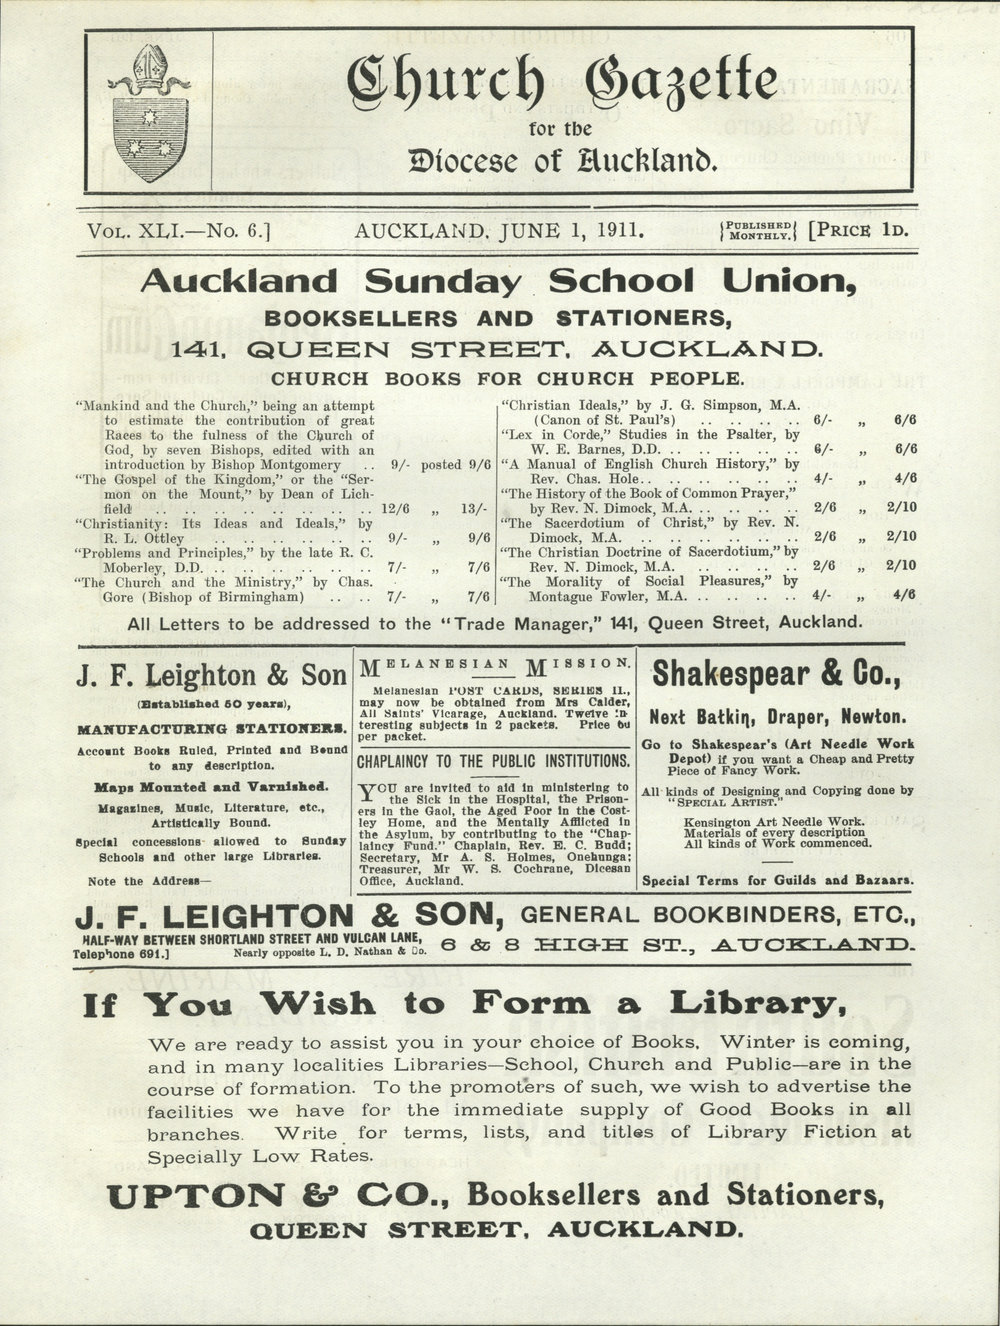 Church Gazette
for the
Diocese of Auckland.
VOL. XLI.—No. 6.] AUCKLAND, JUNE 1, 1911. {PUBLISHED MONTHLY.} [PRICE 1D.
Auckland Sunday School Union,
BOOKSELLERS AND STATIONERS,
141, QUEEN STREET, AUCKLAND.
CHURCH BOOKS FOR CHURCH PEOPLE.
"Mankind and the Church," being an attempt
to estimate the contribution of great
Races to the fulness of the Church of
God, by seven Bishops, edited with an
introduction by Bishop Montgomery .. 9/- posted 9/6
"The Gospel of the Kingdom," or the "Ser-
mon on the Mount," by Dean of Lich-
field .. .. .. .. .. .. .. .. 12/6 „ 13/-
"Christianity: Its Ideas and Ideals," by
R. L. Ottley .. .. .. .. .. .. 9/- „ 9/6
"Problems and Principles," by the late R. C.
Moberley, D.D. .. .. .. .. .. .. 7/- „ 7/6
"The Church and the Ministry," by Chas.
Gore (Bishop of Birmingham) .. .. 7/- „ 7/6
"Christian Ideals," by J. G. Simpson, M.A.
(Canon of St. Paul's) .. .. .. .. 6/- „ 6/6
"Lex in Corde," Studies in the Psalter, by
W. E. Barnes, D.D. .. .. .. .. .. 6/- „ 6/6
"A Manual of English Church History," by
Rev. Chas. Hole.. .. .. .. .. .. 4/- „ 4/6
"The History of the Book of Common Prayer,"
by Rev. N. Dimock, M.A. .. .. .. .. 2/6 „ 2/10
"The Sacerdotium of Christ," by Rev. N.
Dimock, M.A. .. .. .. .. .. .. 2/6 „ 2/10
"The Christian Doctrine of Sacerdotium," by
Rev. N. Dimock, M.A. .. .. .. .. 2/6 „ 2/10
"The Morality of Social Pleasures," by
Montague Fowler, M.A. .. .. .. .. 4/- „ 4/6
All Letters to be addressed to the "Trade Manager," 141, Queen Street, Auckland.
J. F. Leighton & Son
(Established 50 years),
MANUFACTURING STATIONERS.
Account Books Ruled, Printed and Bound
to any description.
Maps Mounted and Varnished.
Magazines, Music, Literature, etc.,
Artistically Bound.
Special concessions allowed to Sunday
Schools and other large Libraries.
Note the Address—
MELANESIAN MISSION.
Melanesian POST CARDS, SERIES II.,
may now be obtained from Mrs Calder,
All Saints' Vicarage, Auckland. Twelve in-
teresting subjects in 2 packets. Price 6d
per packet.
CHAPLAINCY TO THE PUBLIC INSTITUTIONS.
YOU are invited to aid in ministering to
the Sick in the Hospital, the Prison-
ers in the Gaol, the Aged Poor in the Cost-
ley Home, and the Mentally Afflicted in
the Asylum, by contributing to the "Chap-
laincy Fund." Chaplain, Rev. E. C. Budd;
Secretary, Mr A. S. Holmes, Onehunga;
Treasurer, Mr W. S. Cochrane, Dicesan
Office, Auckland.
Shakespear & Co.,
Next Batkin, Draper, Newton.
Go to Shakespear's (Art Needle Work
Depot) if you want a Cheap and Pretty
Piece of Fancy Work.
All kinds of Designing and Copying done by
"SPECIAL ARTIST."
Kensington Art Needle Work.
Materials of every description
All kinds of Work commenced.
Special Terms for Guilds and Bazaars.
J. F. LEIGHTON & SON, GENERAL BOOKBINDERS, ETC.,
HALF-WAY BETWEEN SHORTLAND STREET AND VULCAN LANE, 6 & 8 HIGH ST., AUCKLAND.
Telephone 691.] Nearly opposite L. D. Nathan & Co.
If You Wish to Form a Library,
We are ready to assist you in your choice of Books. Winter is coming,
and in many localities Libraries—School, Church and Public—are in the
course of formation. To the promoters of such, we wish to advertise the
facilities we have for the immediate supply of Good Books in all
branches. Write for terms, lists, and titles of Library Fiction at
Specially Low Rates.
UPTON & CO., Booksellers and Stationers,
QUEEN STREET, AUCKLAND.